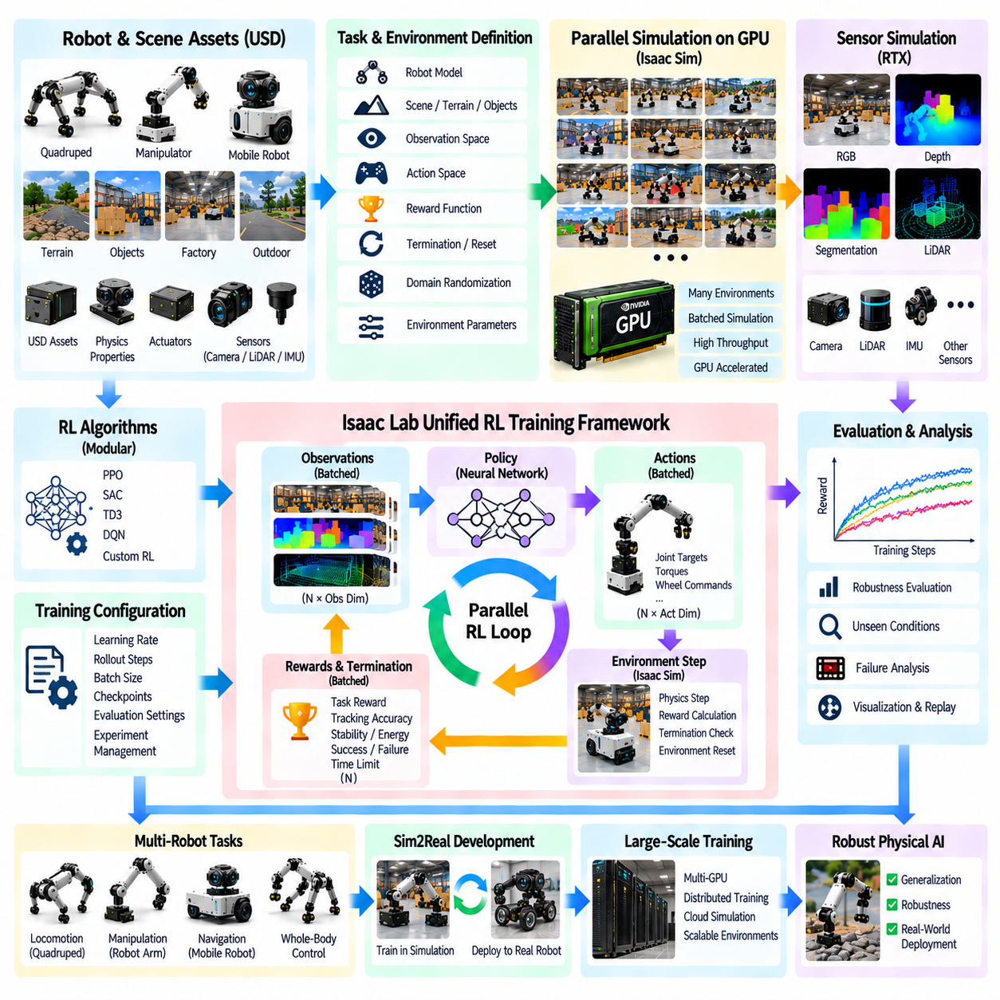 Robot & Scene Assets (USD)
Quadruped
Manipulator
Mobile Robot
Terrain
Objects
Factory
Outdoor
USD Assets
Physics
Properties
Actuators
Sensors
(Camera / LiDAR / IMU)
Task & Environment Definition
Robot Model
Scene / Terrain / Objects
Observation Space
Action Space
Reward Function
Termination / Reset
Domain Randomization
Environment Parameters
Parallel Simulation on GPU
(Isaac Sim)
•••
NVIDIA
GPU
Many Environments
Batched Simulation
High Throughput
GPU Accelerated
Sensor Simulation
(RTX)
RGB
Depth
Segmentation
LiDAR
•••
Camera
LiDAR
IMU
Other
Sensors
RL Algorithms
(Modular)
PPO
SAC
TD3
DQN
Custom RL
Training Configuration
Learning Rate
Rollout Steps
Batch Size
Checkpoints
Evaluation Settings
Experiment
Management
Isaac Lab Unified RL Training Framework
Observations
(Batched)
(N × Obs Dim)
Policy
(Neural Network)
Actions
(Batched)
Joint Targets
Torques
Wheel Commands
...
(N × Act Dim)
Parallel
RL Loop
Rewards & Termination
(Batched)
Task Reward
Tracking Accuracy
Stability / Energy
Success / Failure
Time Limit
(N)
Environment Step
(Isaac Sim)
Physics Step
Reward Calculation
Termination Check
Environment Reset
Evaluation & Analysis
Reward
Training Steps
Robustness Evaluation
Unseen Conditions
Failure Analysis
Visualization & Replay
Multi-Robot Tasks
Locomotion
(Quadruped)
Manipulation
(Robot Arm)
Navigation
(Mobile Robot)
Whole-Body
Control
Sim2Real Development
Train in Simulation
Deploy to Real Robot
Large-Scale Training
Multi-GPU
Distributed Training
Cloud Simulation
Scalable Environments
Robust Physical AI
Generalization
Robustness
Real-World
Deployment